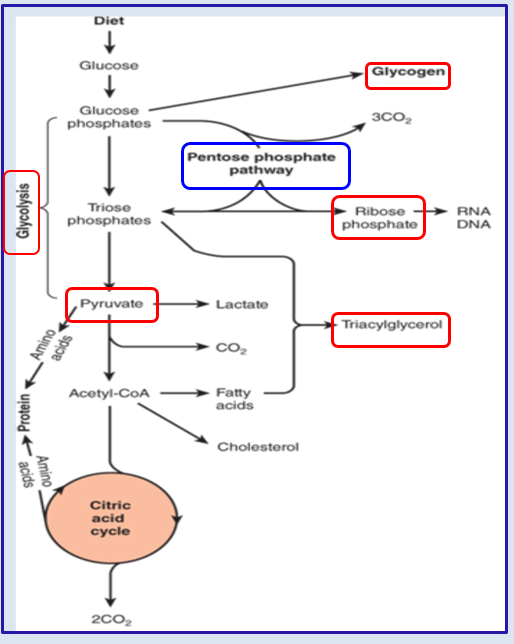 Diet
Glucose
Glycogen
Glucose
phosphates
3CO₂
Pentose phosphate
pathway
Glycolysis
Triose
phosphates
Ribose
phosphate
RNA
DNA
Pyruvate
Lactate
Triacylglycerol
Amino
acids
CO₂
Acetyl-CoA
Fatty
acids
Protein
Cholesterol
Amino
acids
Citric
acid
cycle
2CO₂